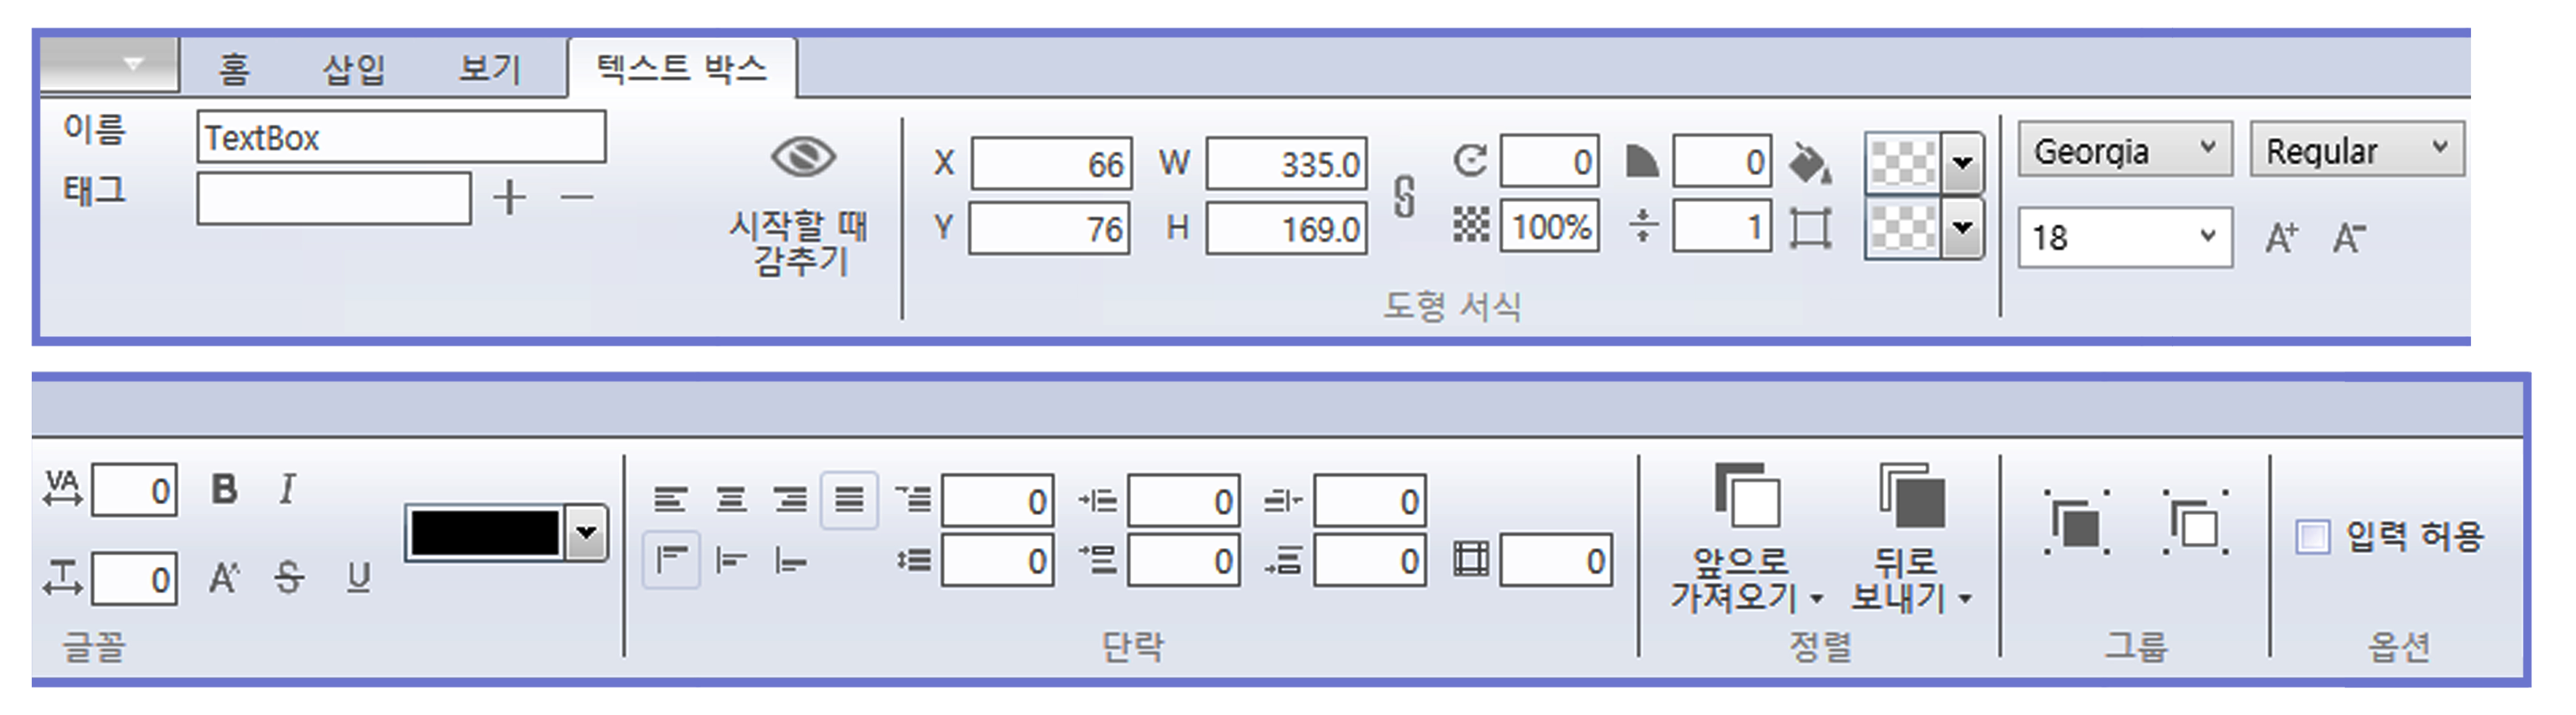 홈 삽입 보기 텍스트 박스
이름 TextBox
태그
시작할 때
감추기
X 66 W 335.0 0 0
Y 76 H 169.0 100% 1
도형 서식
Georgia Regular
18 A+ A-
VA 0 B I
T 0 A^ S U
글꼴
0 0 0
0 0 0 0
단락
앞으로
가져오기
뒤로
보내기
정렬
그룹
입력 허용
옵션